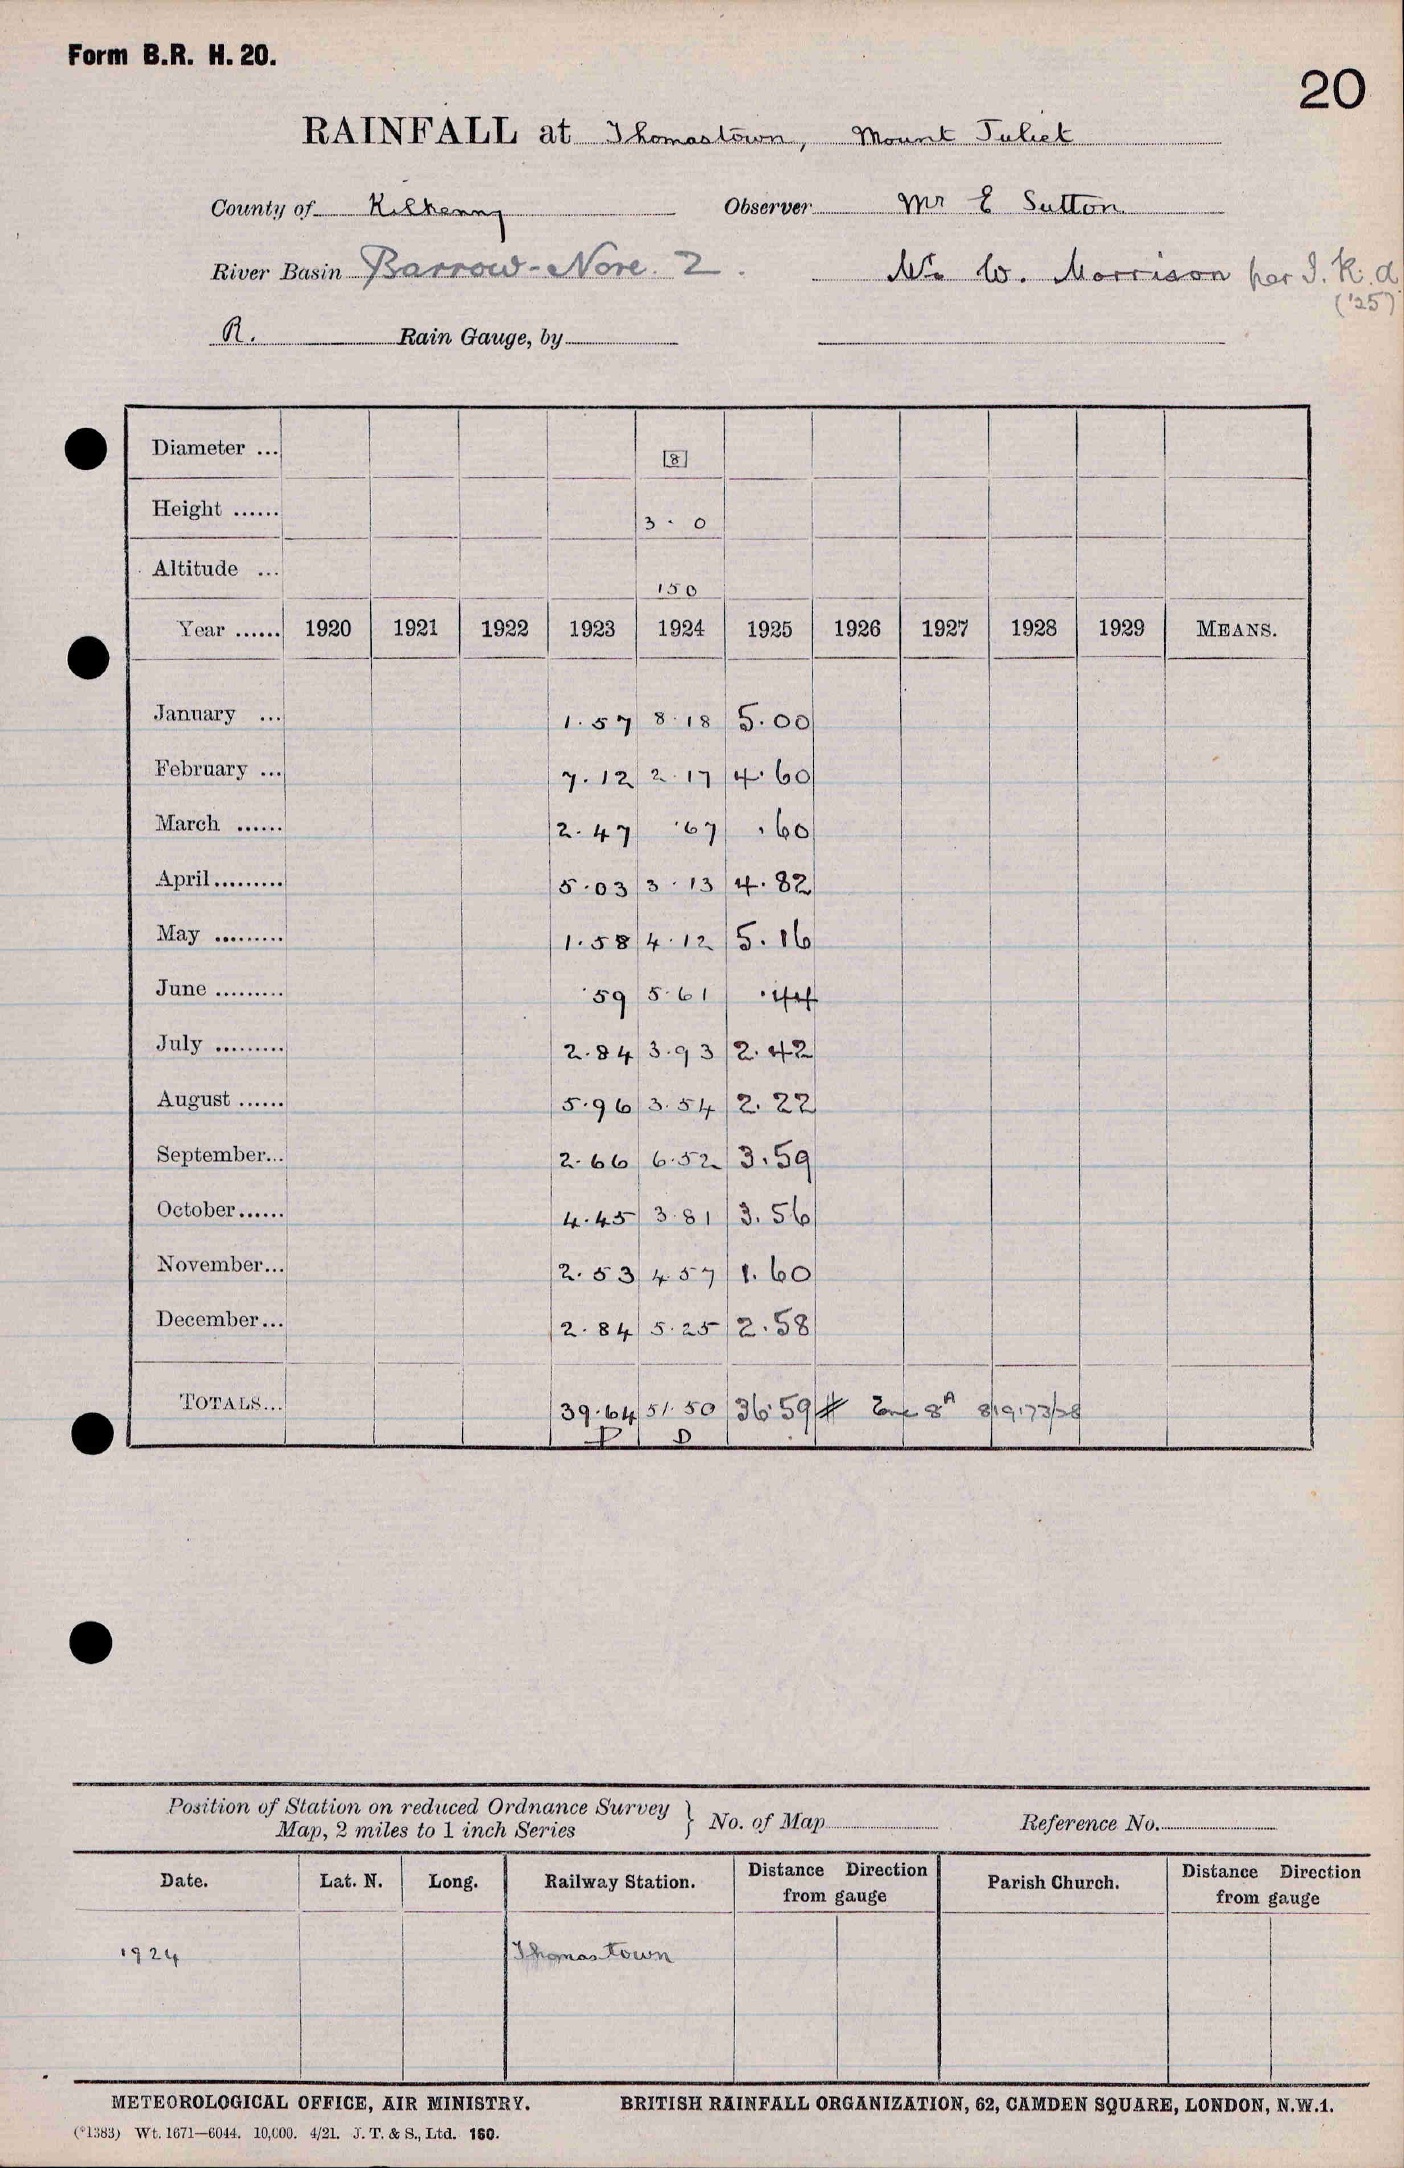 Form B.R. H. 20.
20
RAINFALL at Thomastown, Mount Juliet
County of Kilkenny Observer Mr E Sutton
River Basin Barrow-Nore. 2. Mr. W. Morrison per I.K.a
('25)
R. Rain Gauge, by
Diameter ... 8
Height ...... 3 · 0
Altitude ... 150
Year ...... 1920 1921 1922 1923 1924 1925 1926 1927 1928 1929 MEANS.
January ... 1.57 8.18 5.00
February ... 7.12 2.17 4.60
March ...... 2.47 .67 .60
April......... 5.03 3.13 4.82
May ......... 1.58 4.12 5.16
June ......... .59 5.61 .44
July ......... 2.84 3.93 2.42
August ...... 5.96 3.54 2.22
September... 2.66 6.52 3.59
October...... 4.45 3.81 3.56
November... 2.53 4.57 1.60
December... 2.84 5.25 2.58
TOTALS... 39.64 51.50 36.59 # 8A 819.73/28
D D
Position of Station on reduced Ordnance Survey Map, 2 miles to 1 inch Series } No. of Map Reference No.
Date. Lat. N. Long. Railway Station. Distance Direction from gauge Parish Church. Distance Direction from gauge
1924 Thomastown
METEOROLOGICAL OFFICE, AIR MINISTRY. BRITISH RAINFALL ORGANIZATION, 62, CAMDEN SQUARE, LONDON, N.W.1.
(*1383) Wt. 1671—6044. 10,000. 4/21. J. T. & S., Ltd. 160.